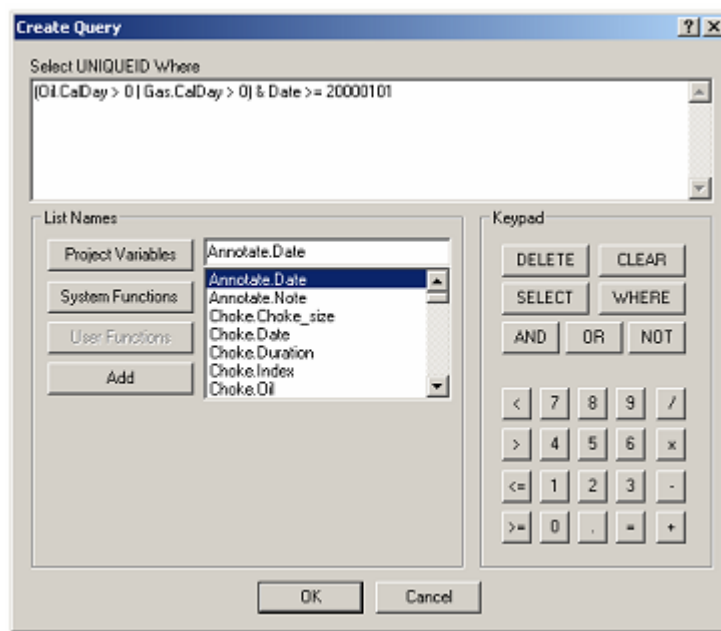 Create Query
? X
Select UNIQUEID Where
(Oil.CalDay > 0 | Gas.CalDay > 0) & Date >= 20000101
List Names
Project Variables
System Functions
User Functions
Add
Annotate.Date
Annotate.Date
Annotate.Note
Choke.Choke_size
Choke.Date
Choke.Duration
Choke.Index
Choke.Oil
Keypad
DELETE CLEAR
SELECT WHERE
AND OR NOT
< 7 8 9 /
> 4 5 6 x
<= 1 2 3 -
>= 0 . = +
OK Cancel